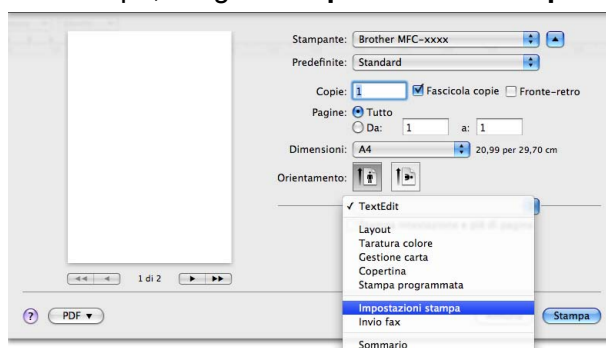 Stampante: Brother MFC-xxxx
Predefinite: Standard
Copie: 1 Fascicola copie Fronte-retro
Pagine: Tutto
Da: 1 a: 1
Dimensioni: A4 20,99 per 29,70 cm
Orientamento:
✓ TextEdit
Layout
Taratura colore
Gestione carta
Copertina
Stampa programmata
1 di 2
Impostazioni stampa
Invio fax
? PDF ▼ Stampa
Sommario